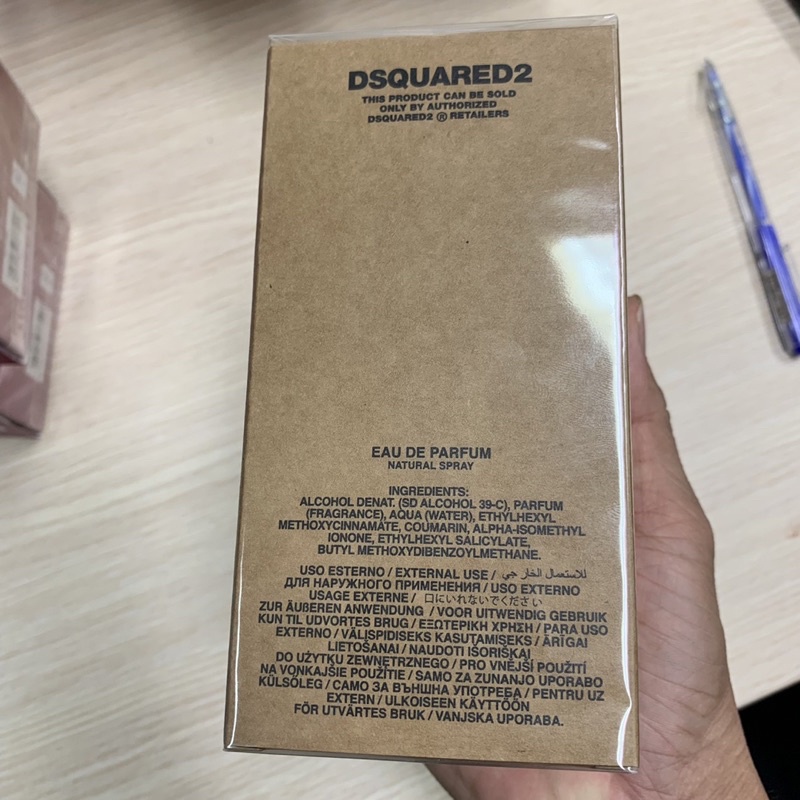 DSQUARED2
THIS PRODUCT CAN BE SOLD
ONLY BY AUTHORIZED
DSQUARED2 ® RETAILERS
EAU DE PARFUM
NATURAL SPRAY
INGREDIENTS:
ALCOHOL DENAT. (SD ALCOHOL 39-C), PARFUM
(FRAGRANCE), AQUA (WATER), ETHYLHEXYL
METHOXYCINNAMATE, COUMARIN, ALPHA-ISOMETHYL
IONONE, ETHYLHEXYL SALICYLATE,
BUTYL METHOXYDIBENZOYLMETHANE.
USO ESTERNO / EXTERNAL USE / للاستعمال الخارجي
ДЛЯ НАРУЖНОГО ПРИМЕНЕНИЯ / USO EXTERNO
USAGE EXTERNE / 口にいれないでください
ZUR ÄUßEREN ANWENDUNG / VOOR UITWENDIG GEBRUIK
KUN TIL UDVORTES BRUG / ΕΞΩΤΕΡΙΚΗ ΧΡΗΣΗ / PARA USO
EXTERNO / VÄLISPIDISEKS KASUTAMISEKS / ĀRĪGAI
LIETOŠANAI / NAUDOTI IŠORIŠKAI
DO UŻYTKU ZEWNĘTRZNEGO / PRO VNĚJŠÍ POUŽITÍ
NA VONKAJŠIE POUŽITIE / SAMO ZA ZUNANJO UPORABO
KÜLSŐLEG / САМО ЗА ВЪНШНА УПОТРЕБА / PENTRU UZ
EXTERN / ULKOISEEN KÄYTTÖÖN
FÖR UTVÄRTES BRUK / VANJSKA UPORABA.